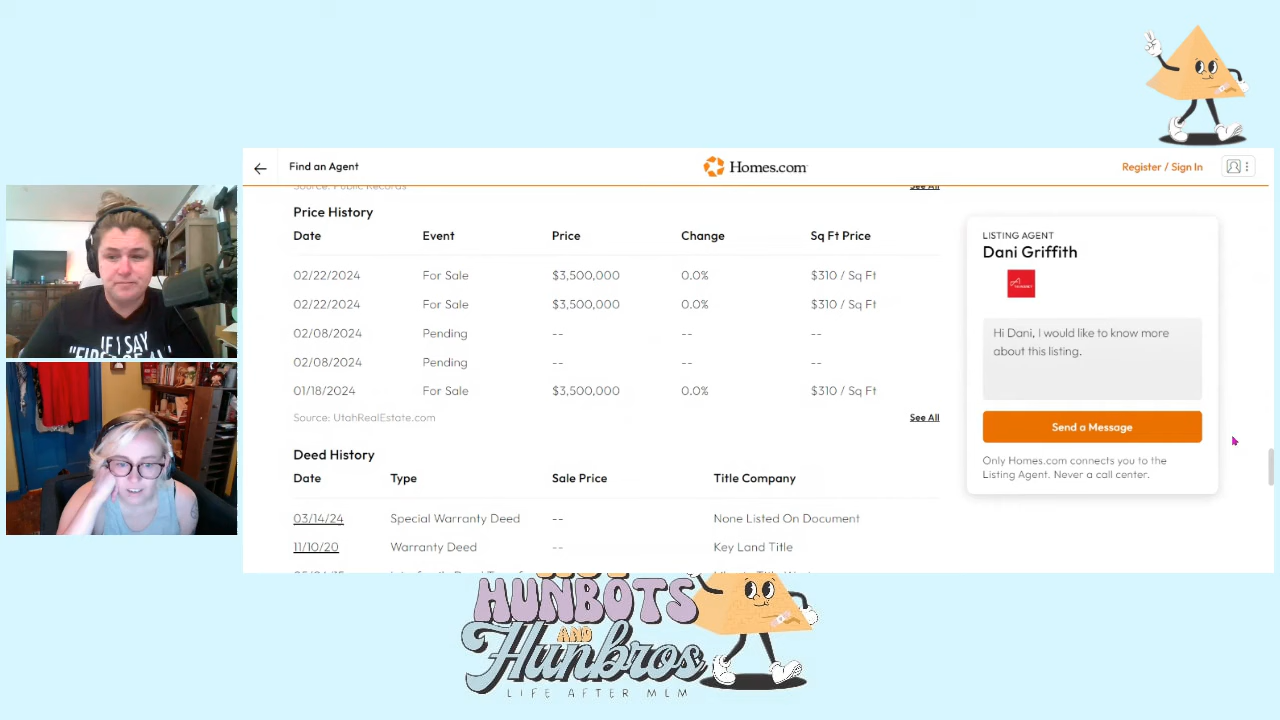 Find an Agent
Homes.com
Register / Sign In
Source: Public Records
See All
Price History
Date Event Price Change Sq Ft Price
02/22/2024 For Sale $3,500,000 0.0% $310 / Sq Ft
02/22/2024 For Sale $3,500,000 0.0% $310 / Sq Ft
02/08/2024 Pending -- -- --
02/08/2024 Pending -- -- --
01/18/2024 For Sale $3,500,000 0.0% $310 / Sq Ft
Source: UtahRealEstate.com
See All
Deed History
Date Type Sale Price Title Company
03/14/24 Special Warranty Deed -- None Listed On Document
11/10/20 Warranty Deed -- Key Land Title
LISTING AGENT
Dani Griffith
Hi Dani, I would like to know more
about this listing.
Send a Message
Only Homes.com connects you to the
Listing Agent. Never a call center.
IF I SAY
HUNBOTS
AND
Hunbros
LIFE AFTER MLM